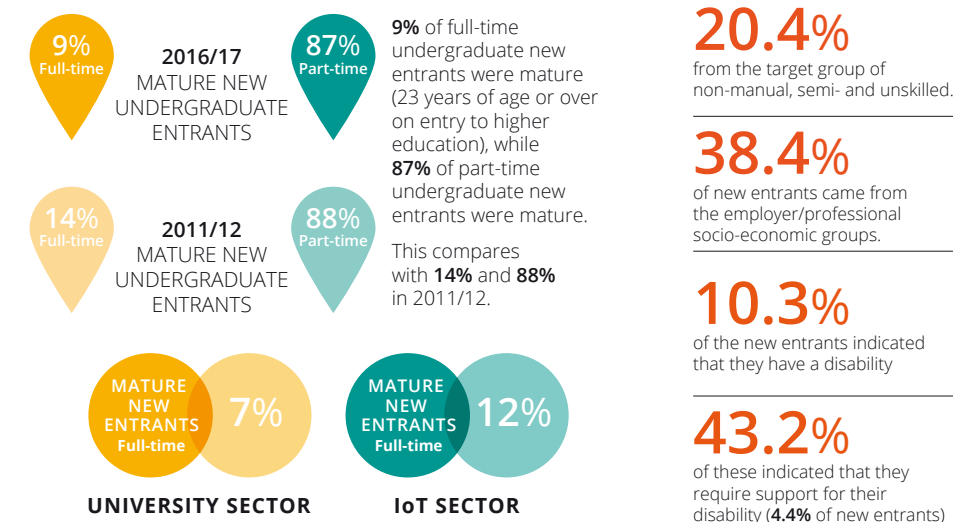 9%
Full-time
2016/17
MATURE NEW
UNDERGRADUATE
ENTRANTS
87%
Part-time
9% of full-time
undergraduate new
entrants were mature
(23 years of age or over
on entry to higher
education), while
87% of part-time
undergraduate new
entrants were mature.
This compares
with 14% and 88%
in 2011/12.
14%
Full-time
2011/12
MATURE NEW
UNDERGRADUATE
ENTRANTS
88%
Part-time
MATURE
NEW
ENTRANTS
Full-time
7%
UNIVERSITY SECTOR
MATURE
NEW
ENTRANTS
Full-time
12%
IoT SECTOR
20.4%
from the target group of
non-manual, semi- and unskilled.
38.4%
of new entrants came from
the employer/professional
socio-economic groups.
10.3%
of the new entrants indicated
that they have a disability
43.2%
of these indicated that they
require support for their
disability (4.4% of new entrants)